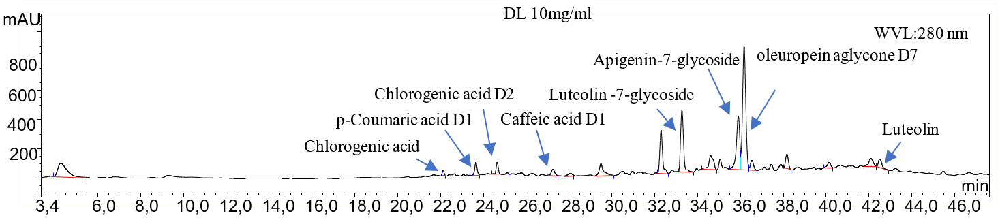 DL 10mg/ml
mAU
WVL:280 nm
Apigenin-7-glycoside
oleuropein aglycone D7
Chlorogenic acid D2
Luteolin -7-glycoside
p-Coumaric acid D1
Caffeic acid D1
Luteolin
Chlorogenic acid
800
600
400
200
min
3,4 6,0 8,0 10,0 12,0 14,0 16,0 18,0 20,0 22,0 24,0 26,0 28,0 30,0 32,0 34,0 36,0 38,0 40,0 42,0 44,0 46,0